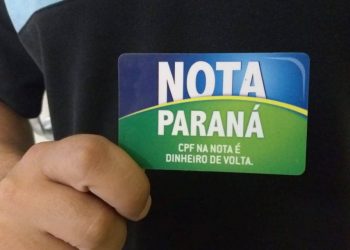 NOTA
PARANÁ
CPF NA NOTA É
DINHEIRO DE VOLTA.